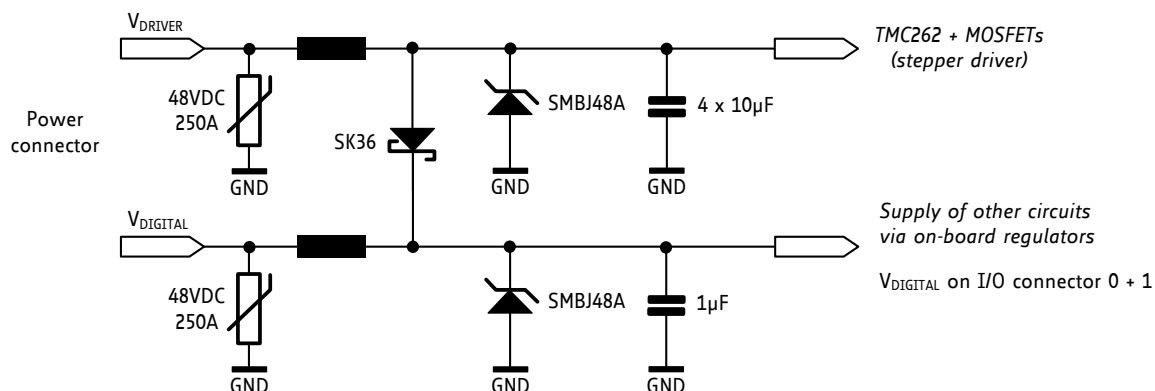 VDRIVER
TMC262 + MOSFETs
(stepper driver)
48VDC
250A
SMBJ48A
4 x 10µF
Power
connector
SK36
GND
GND
GND
VDIGITAL
Supply of other circuits
via on-board regulators
VDIGITAL on I/O connector 0 + 1
48VDC
250A
SMBJ48A
1µF
GND
GND
GND